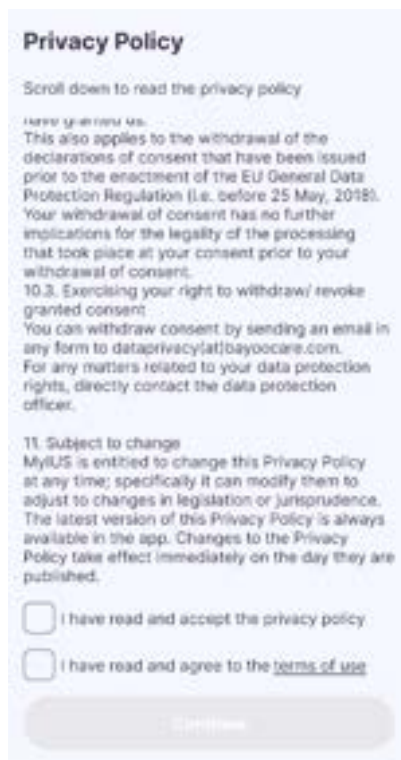 Privacy Policy
Scroll down to read the privacy policy
have granted us.
This also applies to the withdrawal of the
declarations of consent that have been issued
prior to the enactment of the EU General Data
Protection Regulation (i.e. before 25 May, 2018).
Your withdrawal of consent has no further
implications for the legality of the processing
that took place at your consent prior to your
withdrawal of consent.
10.3. Exercising your right to withdraw/ revoke
granted consent
You can withdraw consent by sending an email in
any form to dataprivacy(at)bayoocare.com.
For any matters related to your data protection
rights, directly contact the data protection
officer.
11. Subject to change
MyIUS is entitled to change this Privacy Policy
at any time; specifically it can modify them to
adjust to changes in legislation or jurisprudence.
The latest version of this Privacy Policy is always
available in the app. Changes to the Privacy
Policy take effect immediately on the day they are
published.
I have read and accept the privacy policy
I have read and agree to the terms of use
Continue